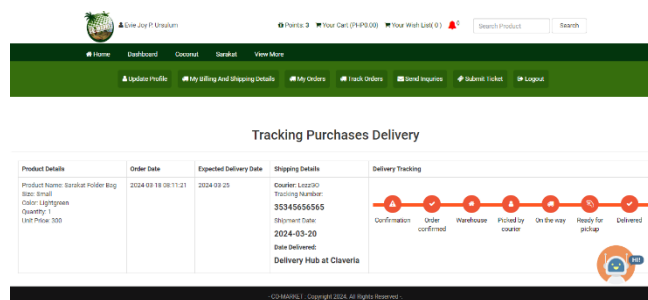 Evie Joy P. Ursulum
Points: 3
Your Cart (PHP0.00)
Your Wish List( 0 )
0
Search Product
Search
Home
Dashboard
Coconut
Sarakat
View More
Update Profile
My Billing And Shipping Details
My Orders
Track Orders
Send Inquries
Submit Ticket
Logout
Tracking Purchases Delivery
Product Details
Order Date
Expected Delivery Date
Shipping Details
Delivery Tracking
Product Name: Sarakat Folder Bag
Size: Small
Color: Lightgreen
Quantity: 1
Unit Price: 300
2024-03-18 08:11:21
2024-03-25
Courier: LezzGO
Tracking Number:
35345656565
Shipment Date:
2024-03-20
Date Delivered:
Delivery Hub at Claveria
Confirmation
Order
confirmed
Warehouse
Picked by
courier
On the way
Ready for
pickup
Delivered
Hi!
- CO-MARKET , Copyright 2024. All Rights Reserved -